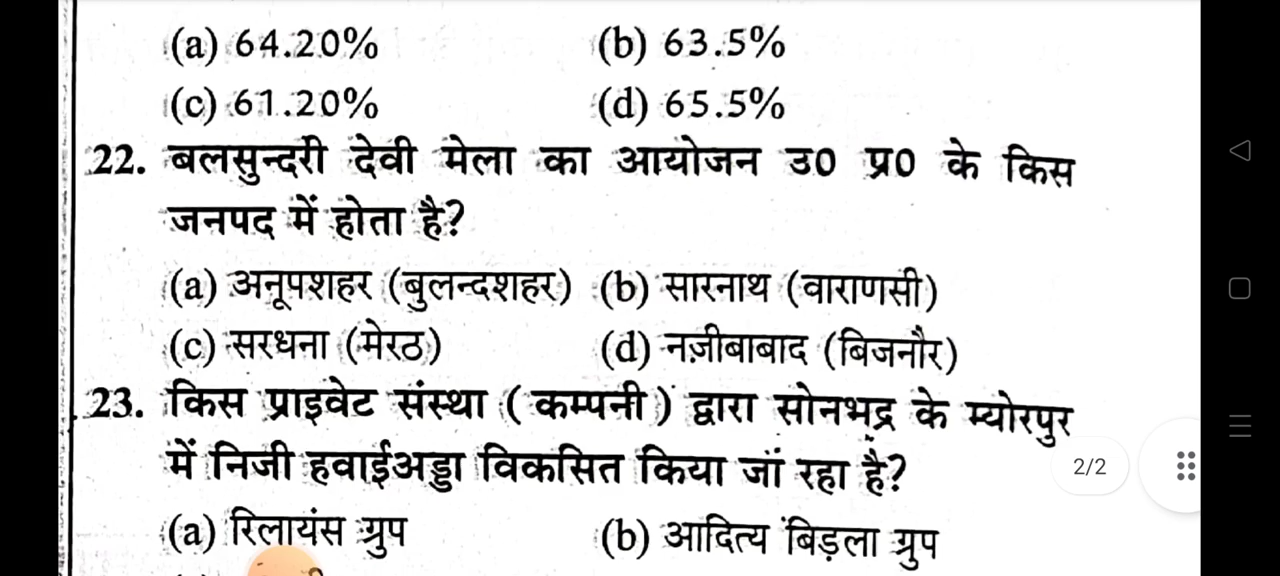 (a) 64.20% (b) 63.5%
(c) 61.20% (d) 65.5%
22. बलसुन्दरी देवी मेला का आयोजन उ0 प्र0 के किस
जनपद में होता है?
(a) अनूपशहर (बुलन्दशहर) (b) सारनाथ (वाराणसी)
(c) सरधना (मेरठ) (d) नज़ीबाबाद (बिजनौर)
23. किस प्राइवेट संस्था (कम्पनी) द्वारा सोनभद्र के म्योरपुर
में निजी हवाईअड्डा विकसित किया जा रहा है?
2/2
(a) रिलायंस ग्रुप (b) आदित्य बिड़ला ग्रुप